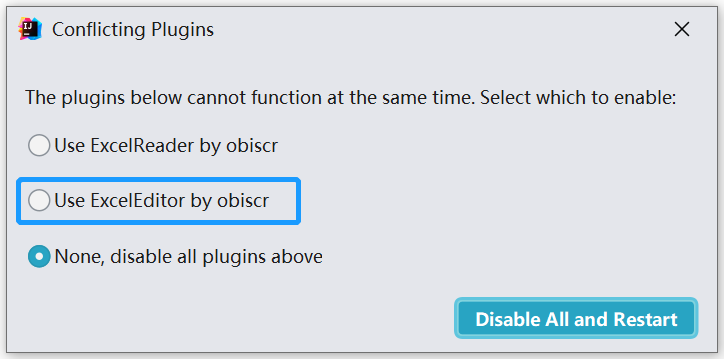 IJ
Conflicting Plugins
The plugins below cannot function at the same time. Select which to enable:
Use ExcelReader by obiscr
Use ExcelEditor by obiscr
None, disable all plugins above
Disable All and Restart